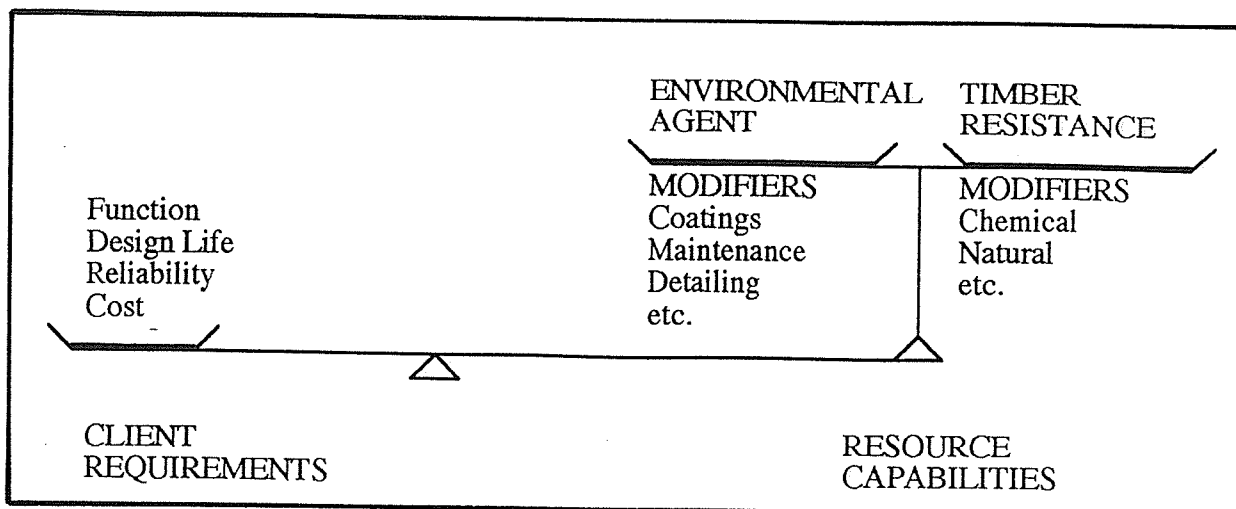 ENVIRONMENTAL
AGENT
TIMBER
RESISTANCE
MODIFIERS
Coatings
Maintenance
Detailing
etc.
MODIFIERS
Chemical
Natural
etc.
Function
Design Life
Reliability
Cost
CLIENT
REQUIREMENTS
RESOURCE
CAPABILITIES